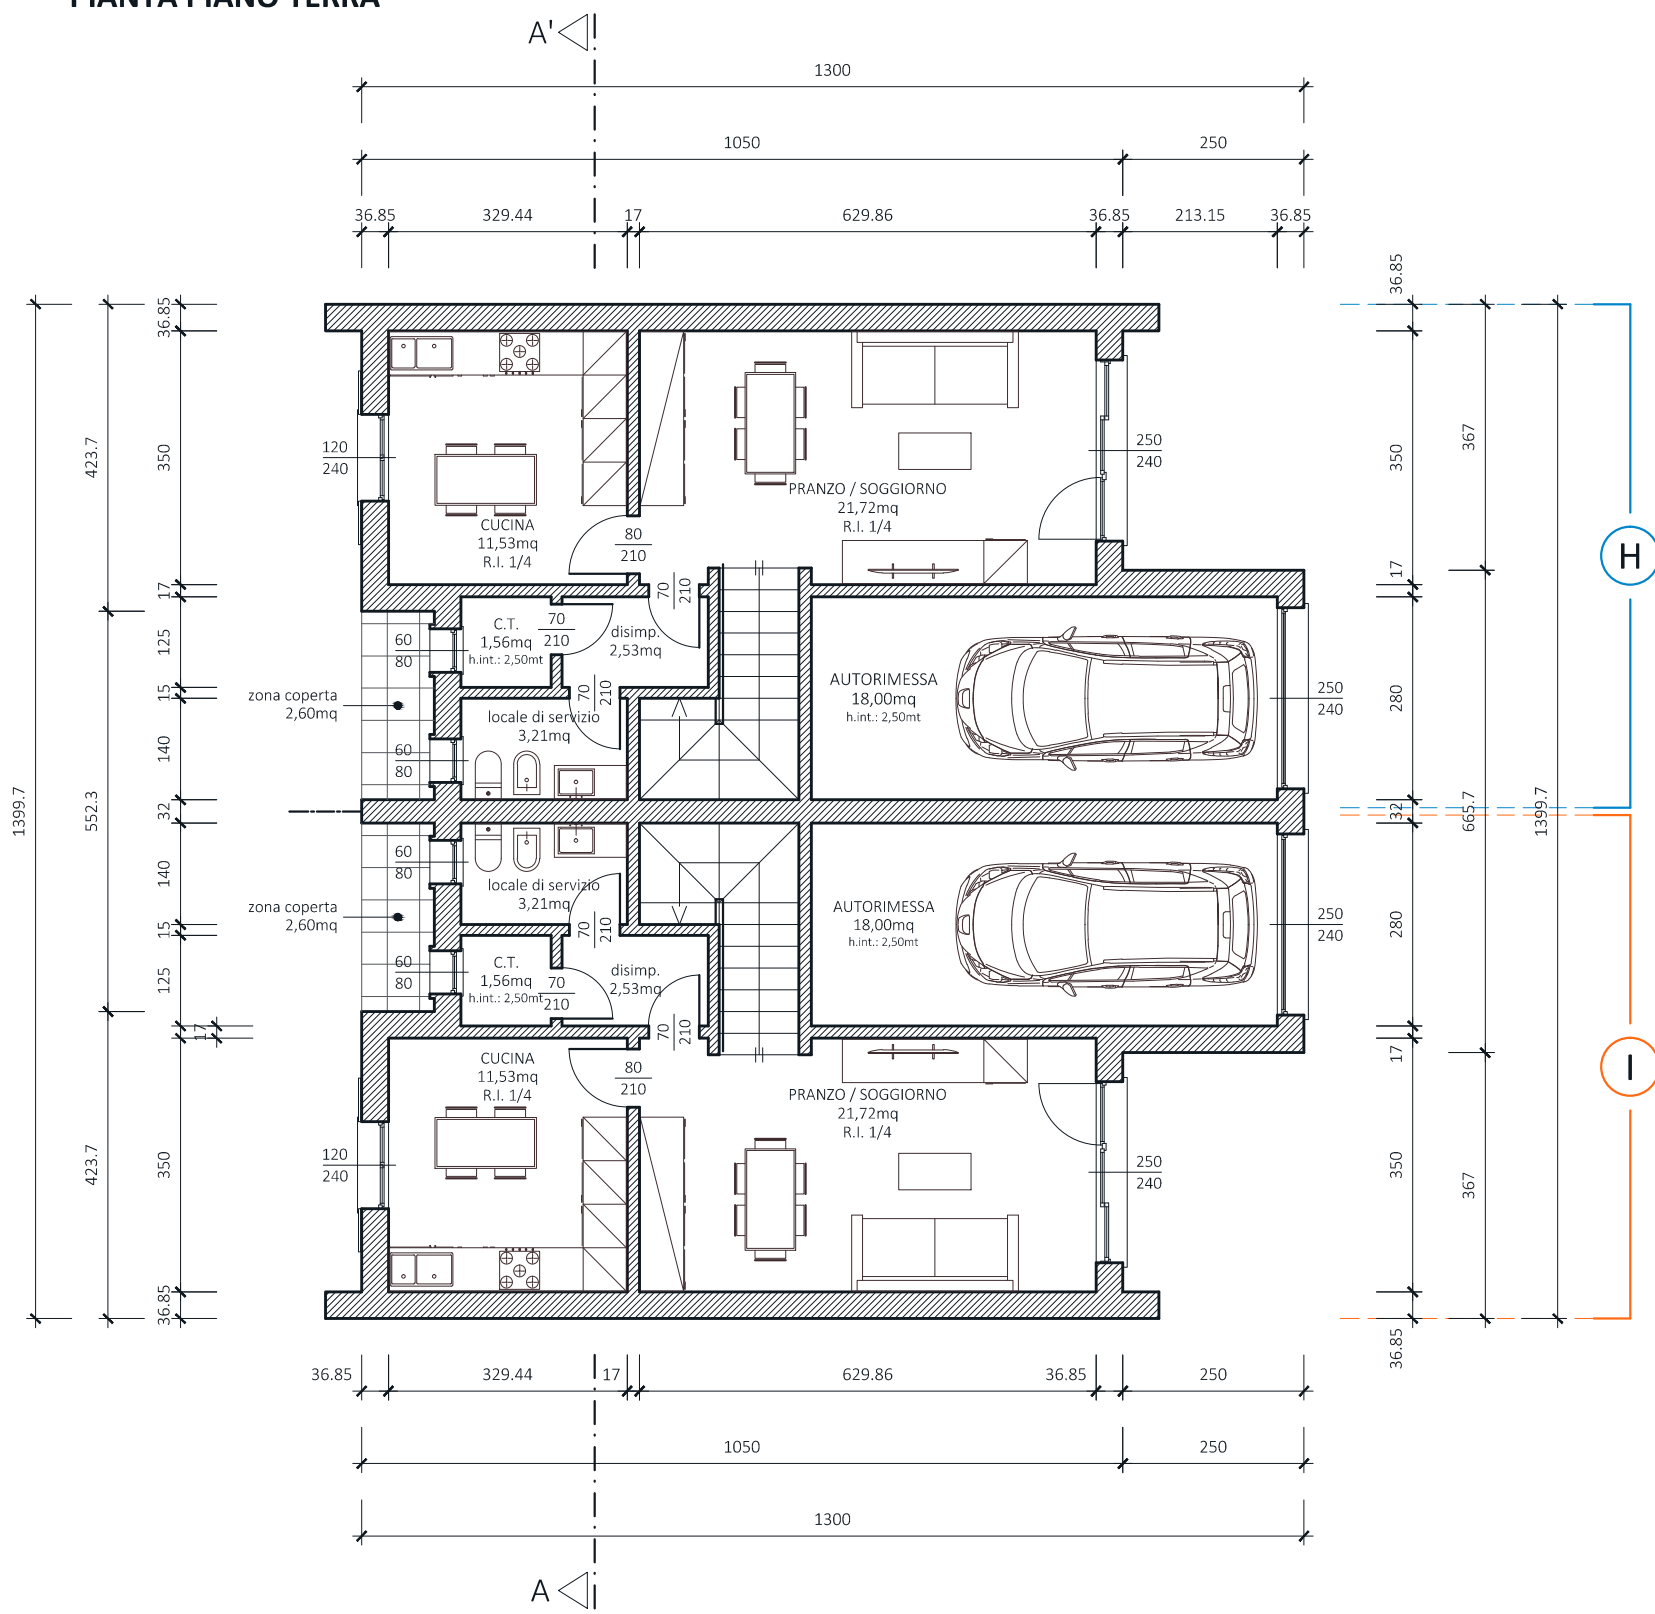 PIANTA PIANO TERRA
A'
1300
1050
250
36.85
329.44
17
629.86
36.85
213.15
36.85
36.85
350
17
125
15
140
32
140
15
125
17
350
36.85
423.7
552.3
423.7
1399.7
36.85
350
17
280
32
280
17
350
36.85
367
665.7
367
1399.7
H
I
120
240
CUCINA
11,53mq
R.I. 1/4
80
210
PRANZO / SOGGIORNO
21,72mq
R.I. 1/4
250
240
70
210
C.T.
1,56mq
h.int.: 2,50mt
70
210
disimp.
2,53mq
60
80
zona coperta
2,60mq
70
210
locale di servizio
3,21mq
60
80
AUTORIMESSA
18,00mq
h.int.: 2,50mt
250
240
60
80
locale di servizio
3,21mq
zona coperta
2,60mq
70
210
AUTORIMESSA
18,00mq
h.int.: 2,50mt
250
240
60
80
C.T.
1,56mq
h.int.: 2,50mt
70
210
disimp.
2,53mq
70
210
CUCINA
11,53mq
R.I. 1/4
80
210
PRANZO / SOGGIORNO
21,72mq
R.I. 1/4
120
240
250
240
36.85
329.44
17
629.86
36.85
250
1050
250
1300
A